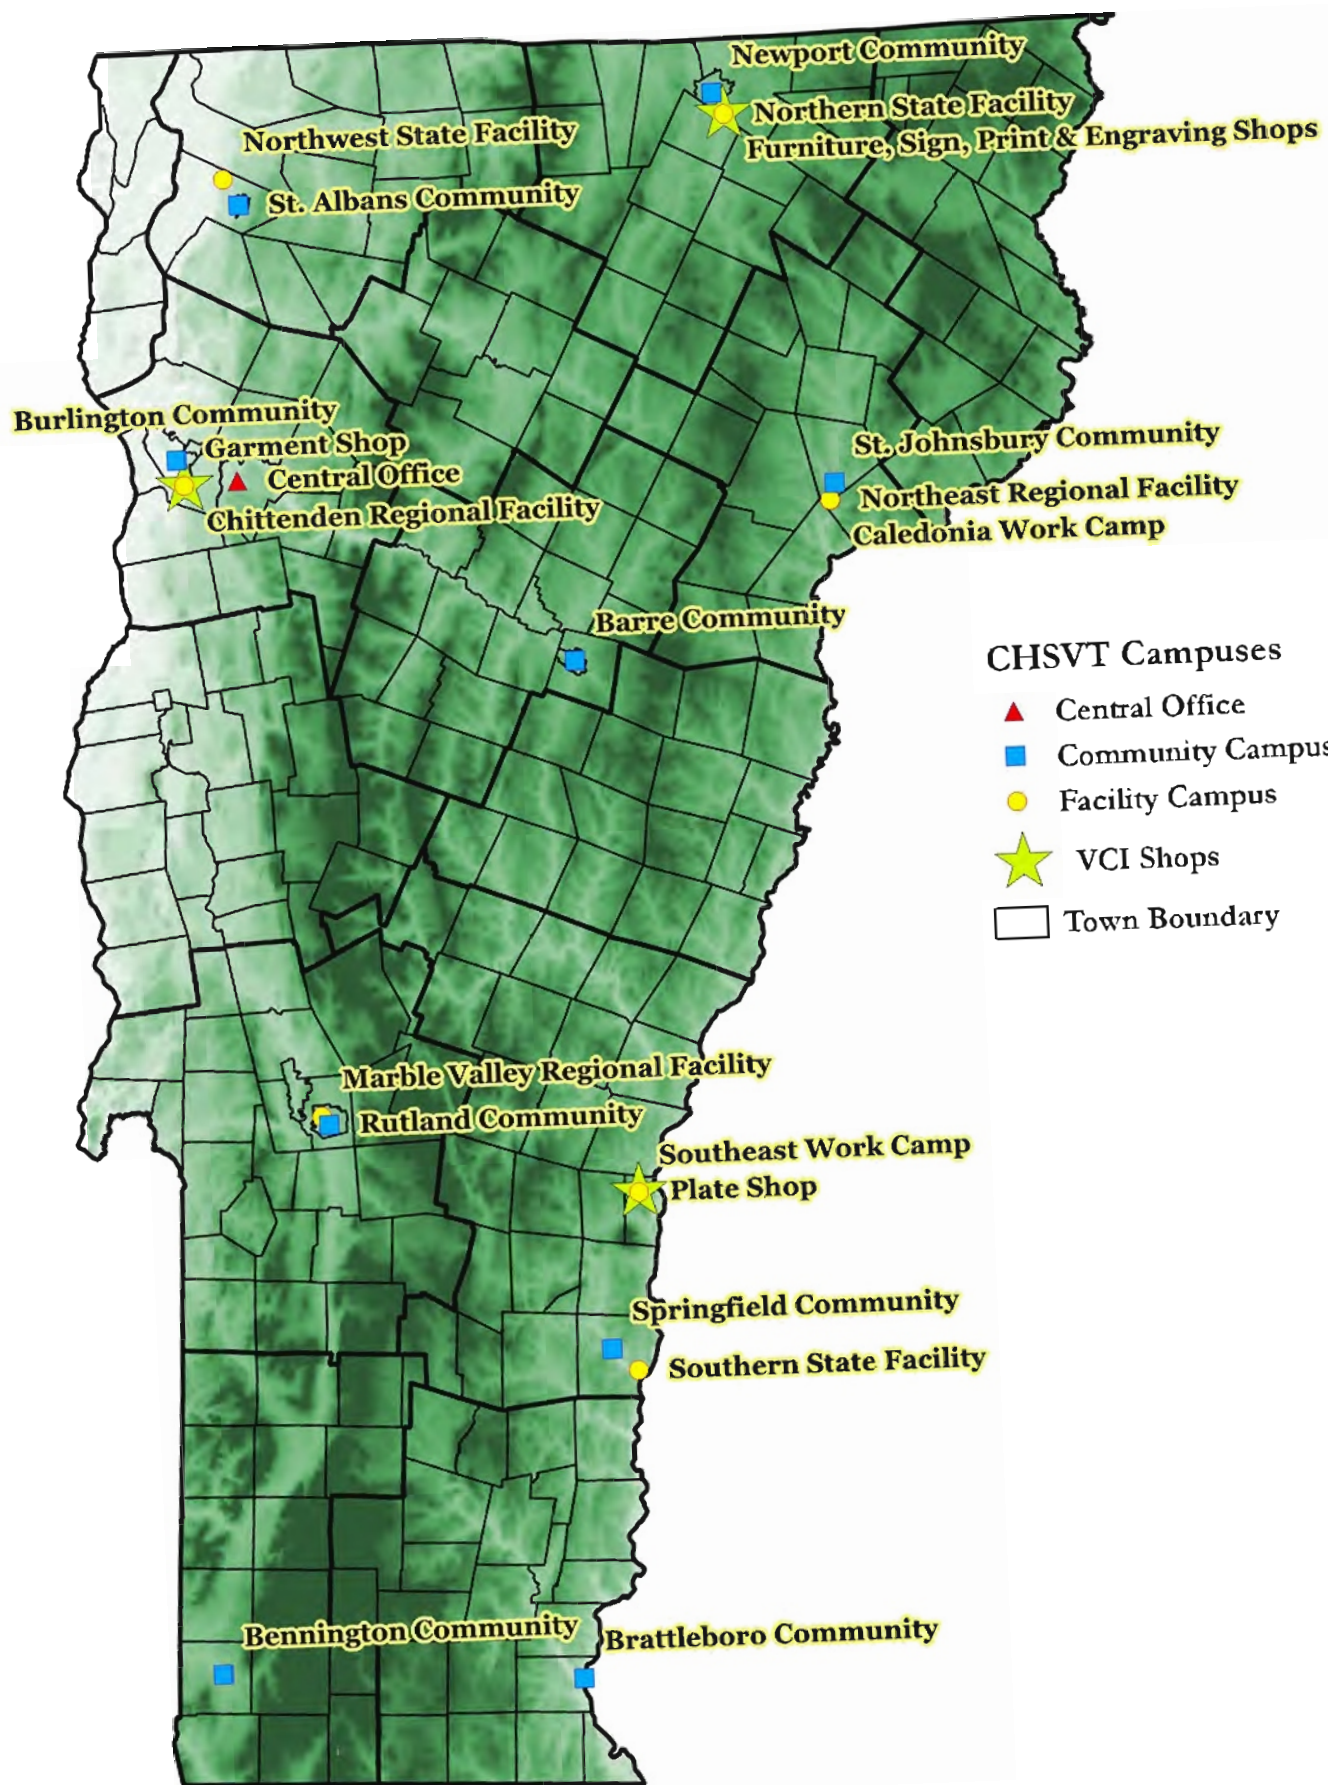 Newport Community
Northern State Facility
Furniture, Sign, Print & Engraving Shops
Northwest State Facility
St. Albans Community
Burlington Community
Garment Shop
Central Office
Chittenden Regional Facility
St. Johnsbury Community
Northeast Regional Facility
Caledonia Work Camp
Barre Community
CHSVT Campuses
Central Office
Community Campus
Facility Campus
VCI Shops
Town Boundary
Marble Valley Regional Facility
Rutland Community
Southeast Work Camp
Plate Shop
Springfield Community
Southern State Facility
Bennington Community
Brattleboro Community